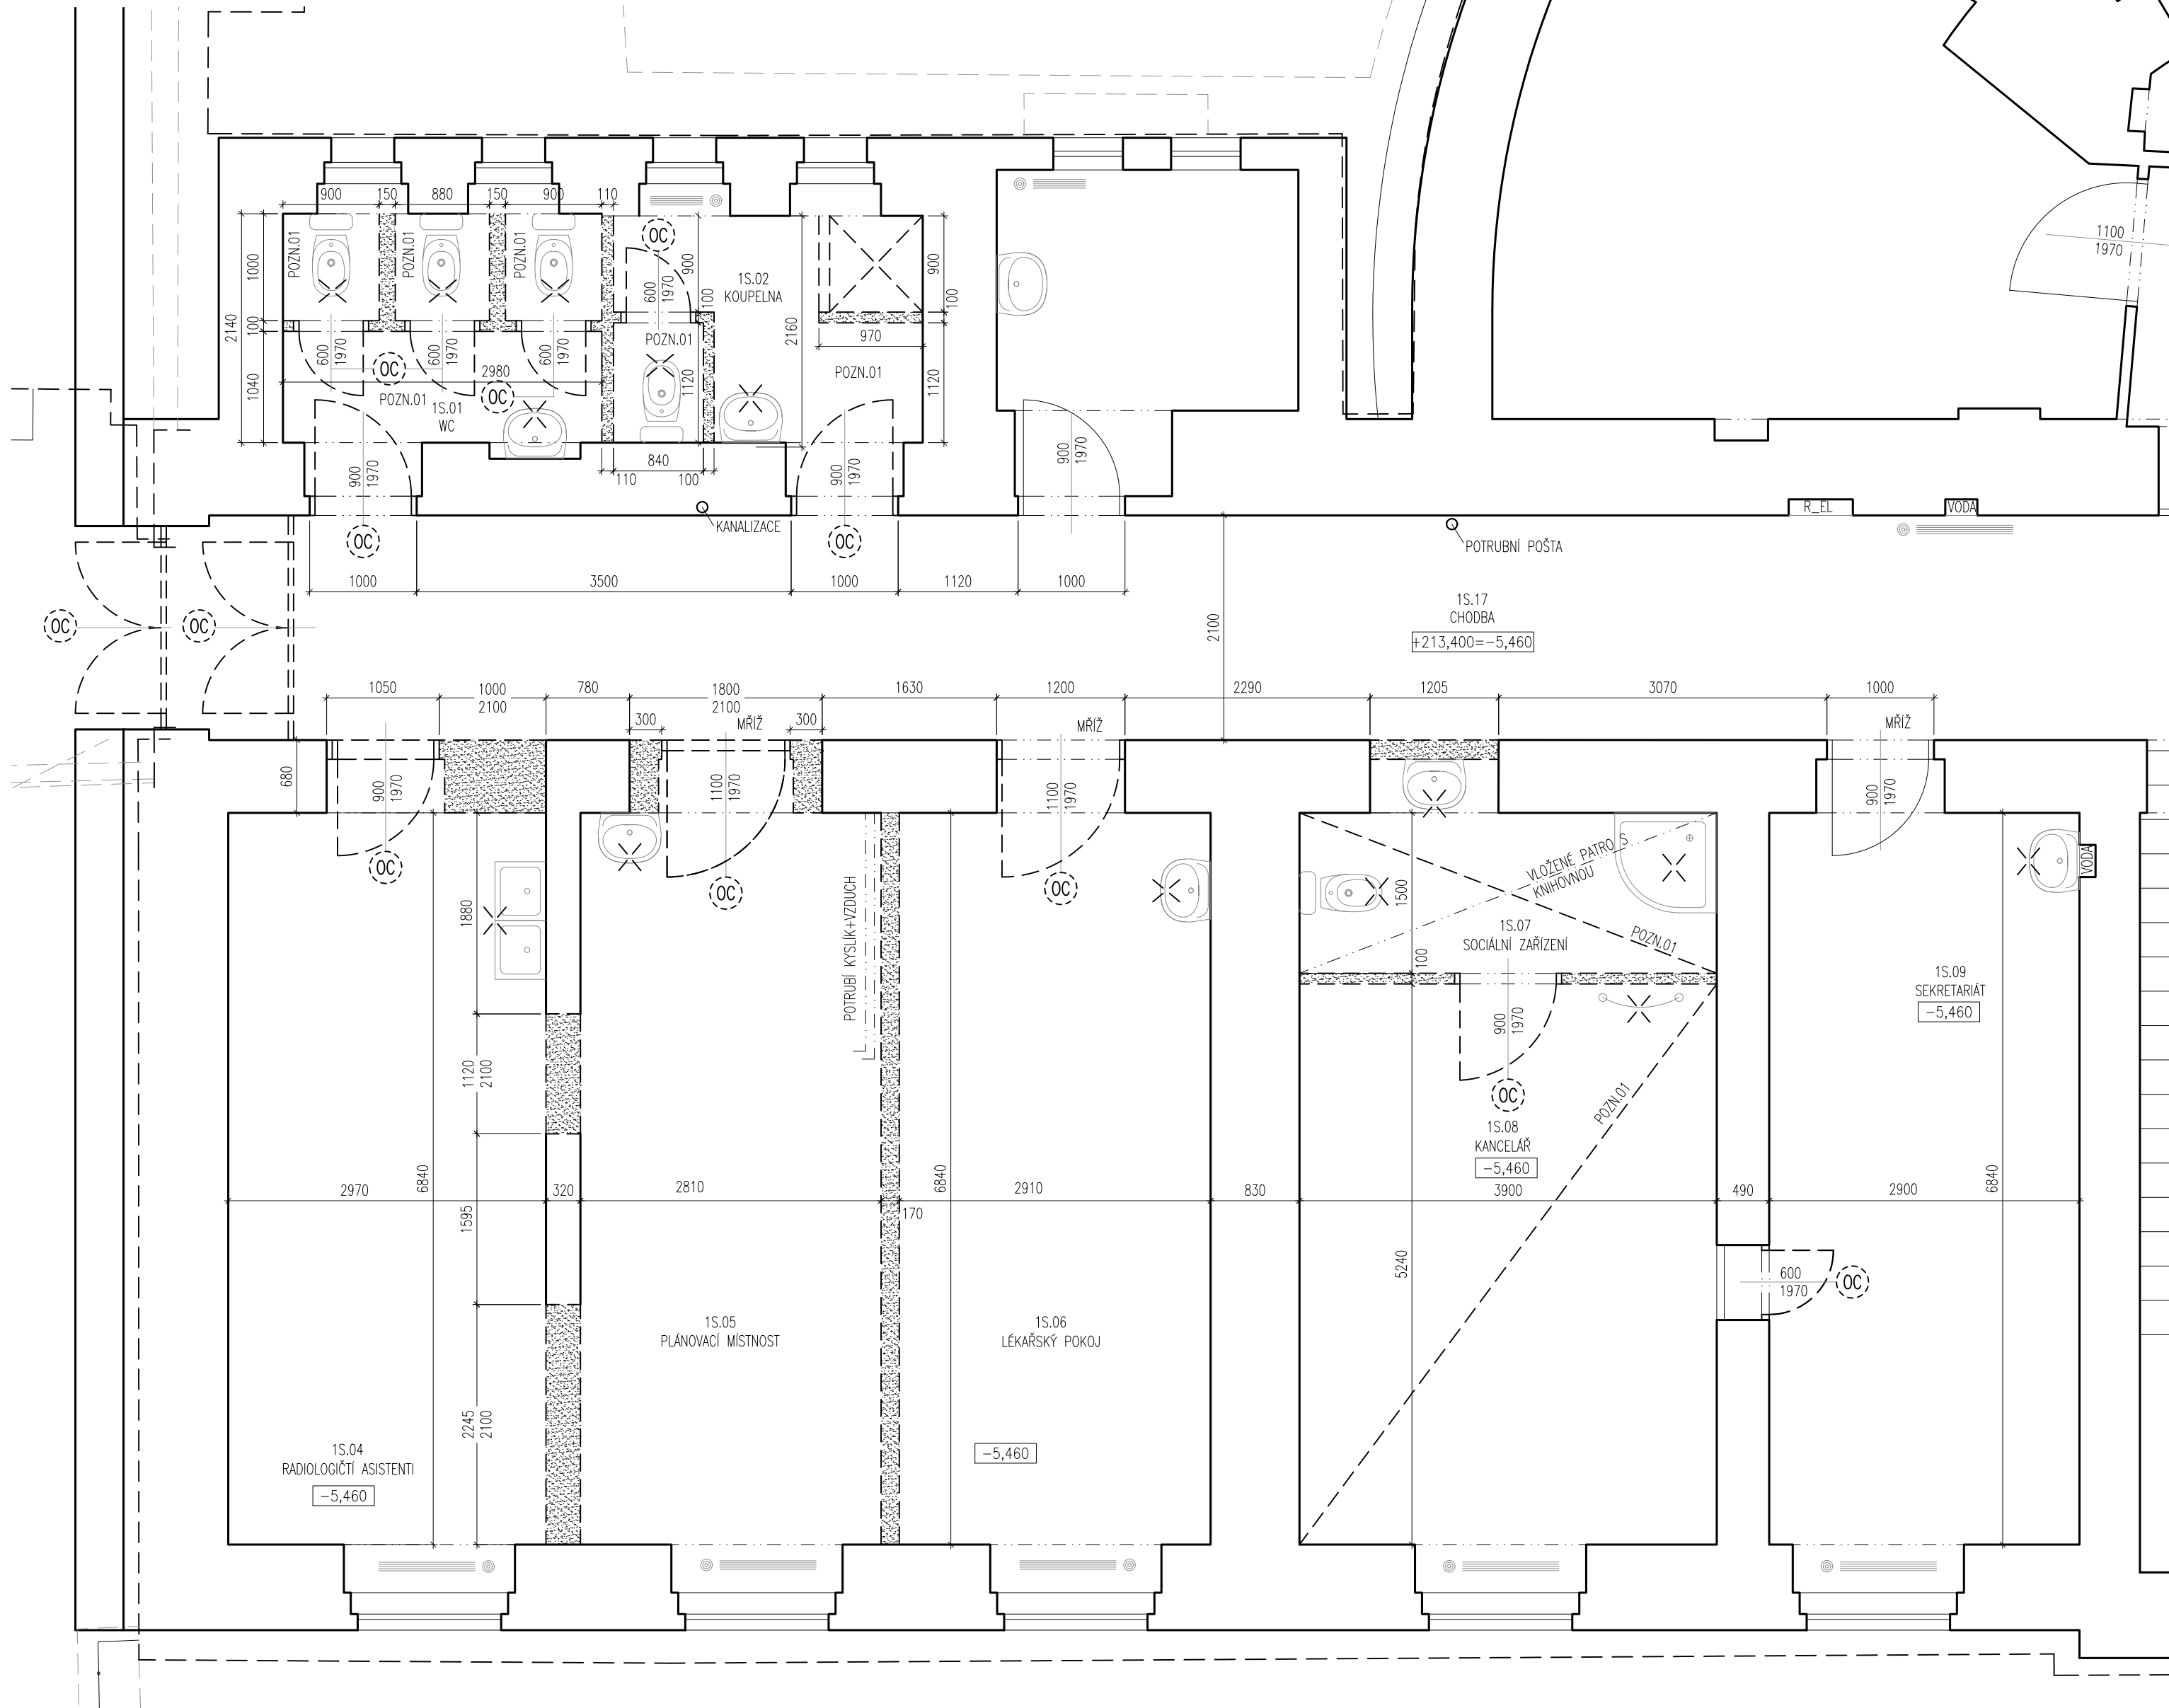 900
150
880
150
900
110
POZN.01
POZN.01
POZN.01
OC
1000
2140
100
1040
900
600
1970
100
1S.02
KOUPELNA
900
100
2160
970
POZN.01
POZN.01
1120
1120
600
1970
600
1970
600
1970
OC
2980
OC
POZN.01
1S.01
WC
900
1970
840
110
100
900
1970
900
1970
1100
1970
KANALIZACE
OC
OC
POTRUBNÍ POŠTA
R_EL
VODA
1000
3500
1000
1120
1000
OC
OC
2100
1S.17
CHODBA
+213,400=-5,460
1050
1000
2100
780
1800
2100
1630
1200
2290
1205
3070
1000
300
MŘÍŽ
300
MŘÍŽ
MŘÍŽ
680
900
1970
1100
1970
1100
1970
900
1970
OC
OC
OC
VODA
1880
POTRUBÍ KYSLÍK+VZDUCH
VLOŽENÉ PATRO S
KNIHOVNOU
1500
1S.07
SOCIÁLNÍ ZAŘÍZENÍ
POZN.01
100
1S.09
SEKRETARIÁT
-5,460
900
1970
1120
2100
OC
POZN.01
1S.08
KANCELÁŘ
-5,460
2970
6840
320
2810
170
6840
2910
830
3900
490
2900
6840
1595
5240
600
1970
OC
1S.05
PLÁNOVACÍ MÍSTNOST
1S.06
LÉKAŘSKÝ POKOJ
2245
2100
1S.04
RADIOLOGIČTÍ ASISTENTI
-5,460
-5,460